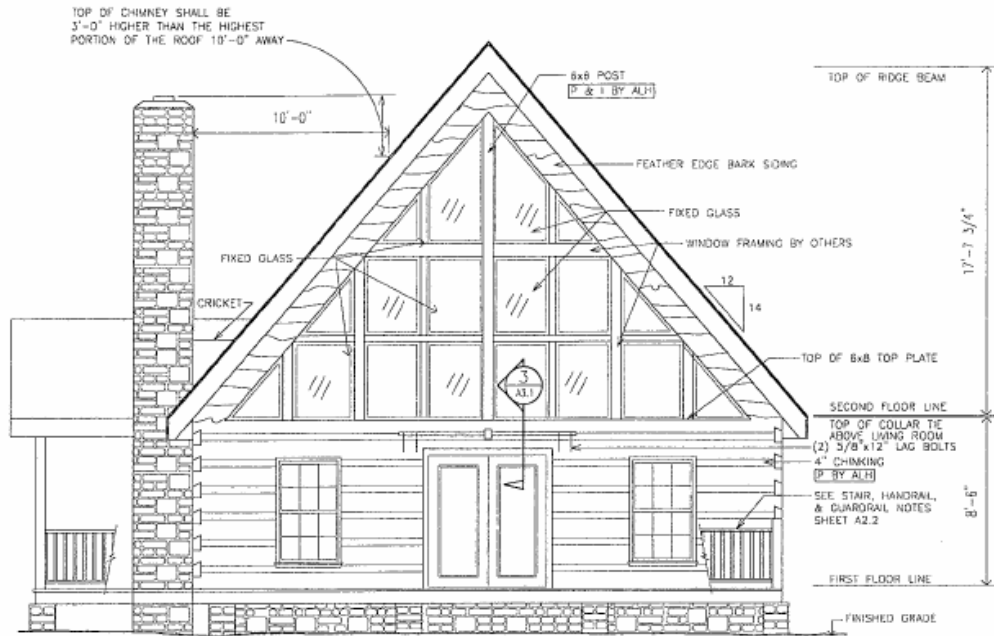 TOP OF CHIMNEY SHALL BE
3'-0" HIGHER THAN THE HIGHEST
PORTION OF THE ROOF 10'-0" AWAY
10'-0"
6x8 POST
P & I BY ALH
TOP OF RIDGE BEAM
FEATHER EDGE BARK SIDING
FIXED GLASS
WINDOW FRAMING BY OTHERS
FIXED GLASS
17'-7 3/4"
12
14
CRICKET
TOP OF 6x8 TOP PLATE
3
A3.1
SECOND FLOOR LINE
TOP OF COLLAR TIE
ABOVE LIVING ROOM
(2) 5/8"x12" LAG BOLTS
4" CHINKING
P BY ALH
SEE STAIR, HANDRAIL,
& GUARDRAIL NOTES
SHEET A2.2
8'-6"
FIRST FLOOR LINE
FINISHED GRADE